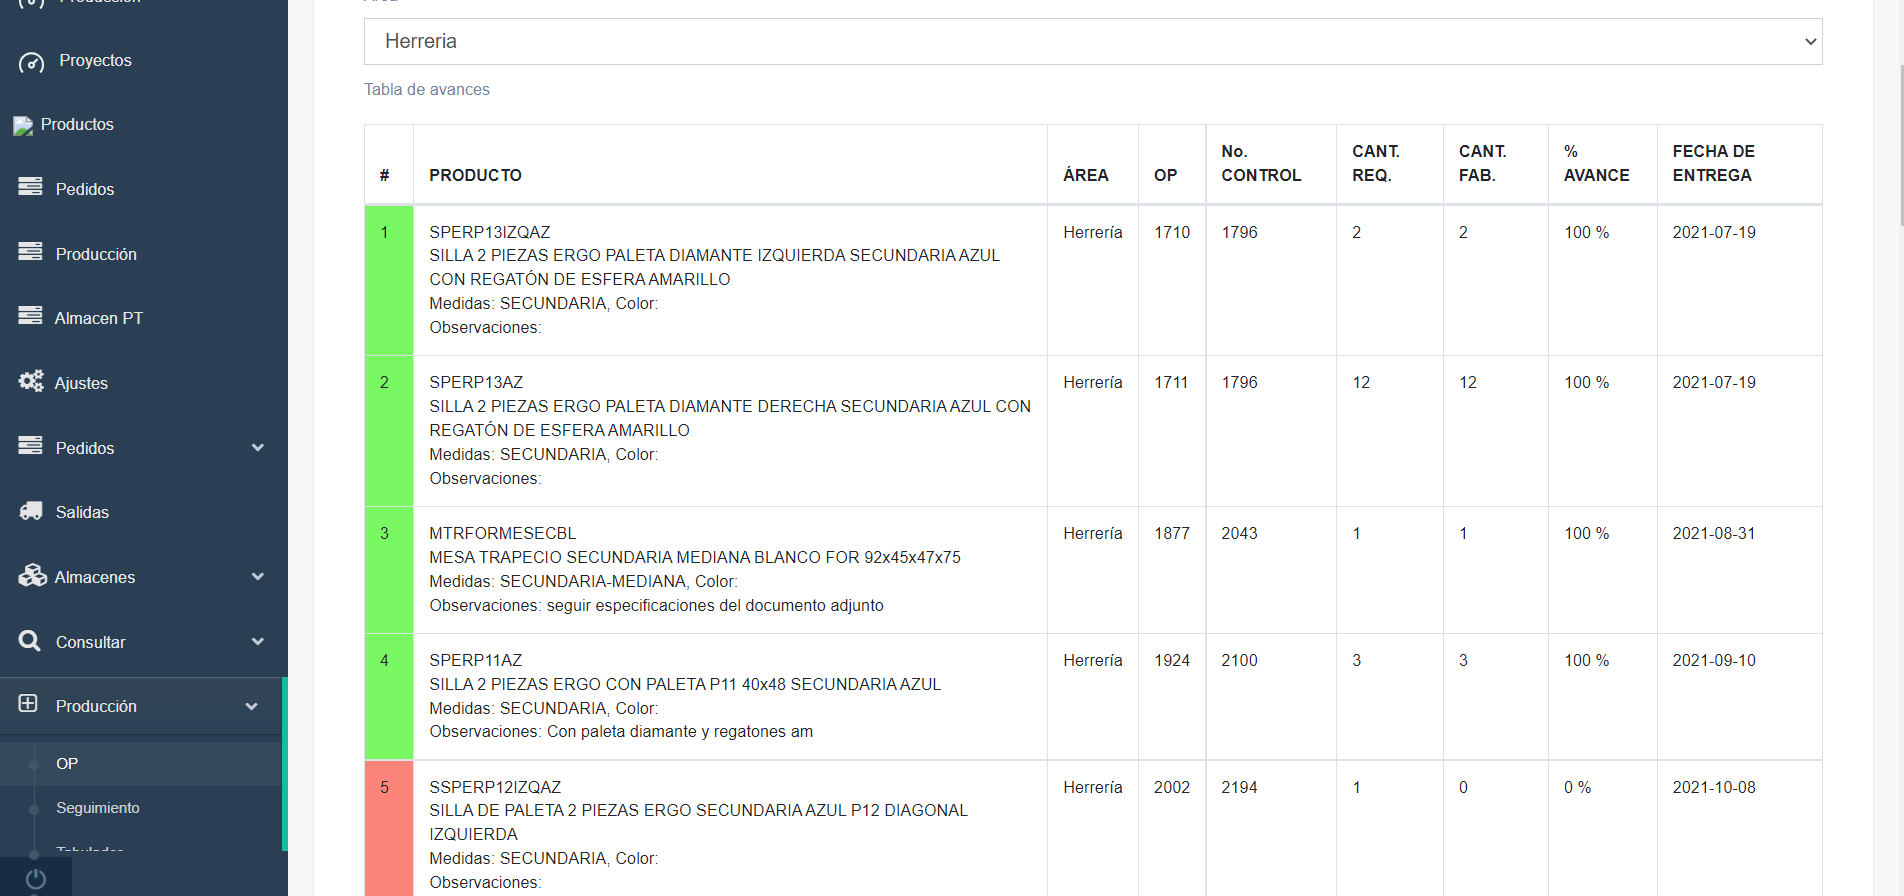 Producción
Proyectos
Productos
Pedidos
Producción
Almacen PT
Ajustes
Pedidos
Salidas
Almacenes
Consultar
Producción
OP
Seguimiento
Herreria
Tabla de avances
# PRODUCTO ÁREA OP No. CONTROL CANT. REQ. CANT. FAB. % AVANCE FECHA DE ENTREGA
1 SPERP13IZQAZ Herrería 1710 1796 2 2 100 % 2021-07-19
SILLA 2 PIEZAS ERGO PALETA DIAMANTE IZQUIERDA SECUNDARIA AZUL
CON REGATÓN DE ESFERA AMARILLO
Medidas: SECUNDARIA, Color:
Observaciones:
2 SPERP13AZ Herrería 1711 1796 12 12 100 % 2021-07-19
SILLA 2 PIEZAS ERGO PALETA DIAMANTE DERECHA SECUNDARIA AZUL CON
REGATÓN DE ESFERA AMARILLO
Medidas: SECUNDARIA, Color:
Observaciones:
3 MTRFORMESECBL Herrería 1877 2043 1 1 100 % 2021-08-31
MESA TRAPECIO SECUNDARIA MEDIANA BLANCO FOR 92x45x47x75
Medidas: SECUNDARIA-MEDIANA, Color:
Observaciones: seguir especificaciones del documento adjunto
4 SPERP11AZ Herrería 1924 2100 3 3 100 % 2021-09-10
SILLA 2 PIEZAS ERGO CON PALETA P11 40x48 SECUNDARIA AZUL
Medidas: SECUNDARIA, Color:
Observaciones: Con paleta diamante y regatones am
5 SSPERP12IZQAZ Herrería 2002 2194 1 0 0 % 2021-10-08
SILLA DE PALETA 2 PIEZAS ERGO SECUNDARIA AZUL P12 DIAGONAL
IZQUIERDA
Medidas: SECUNDARIA, Color:
Observaciones: